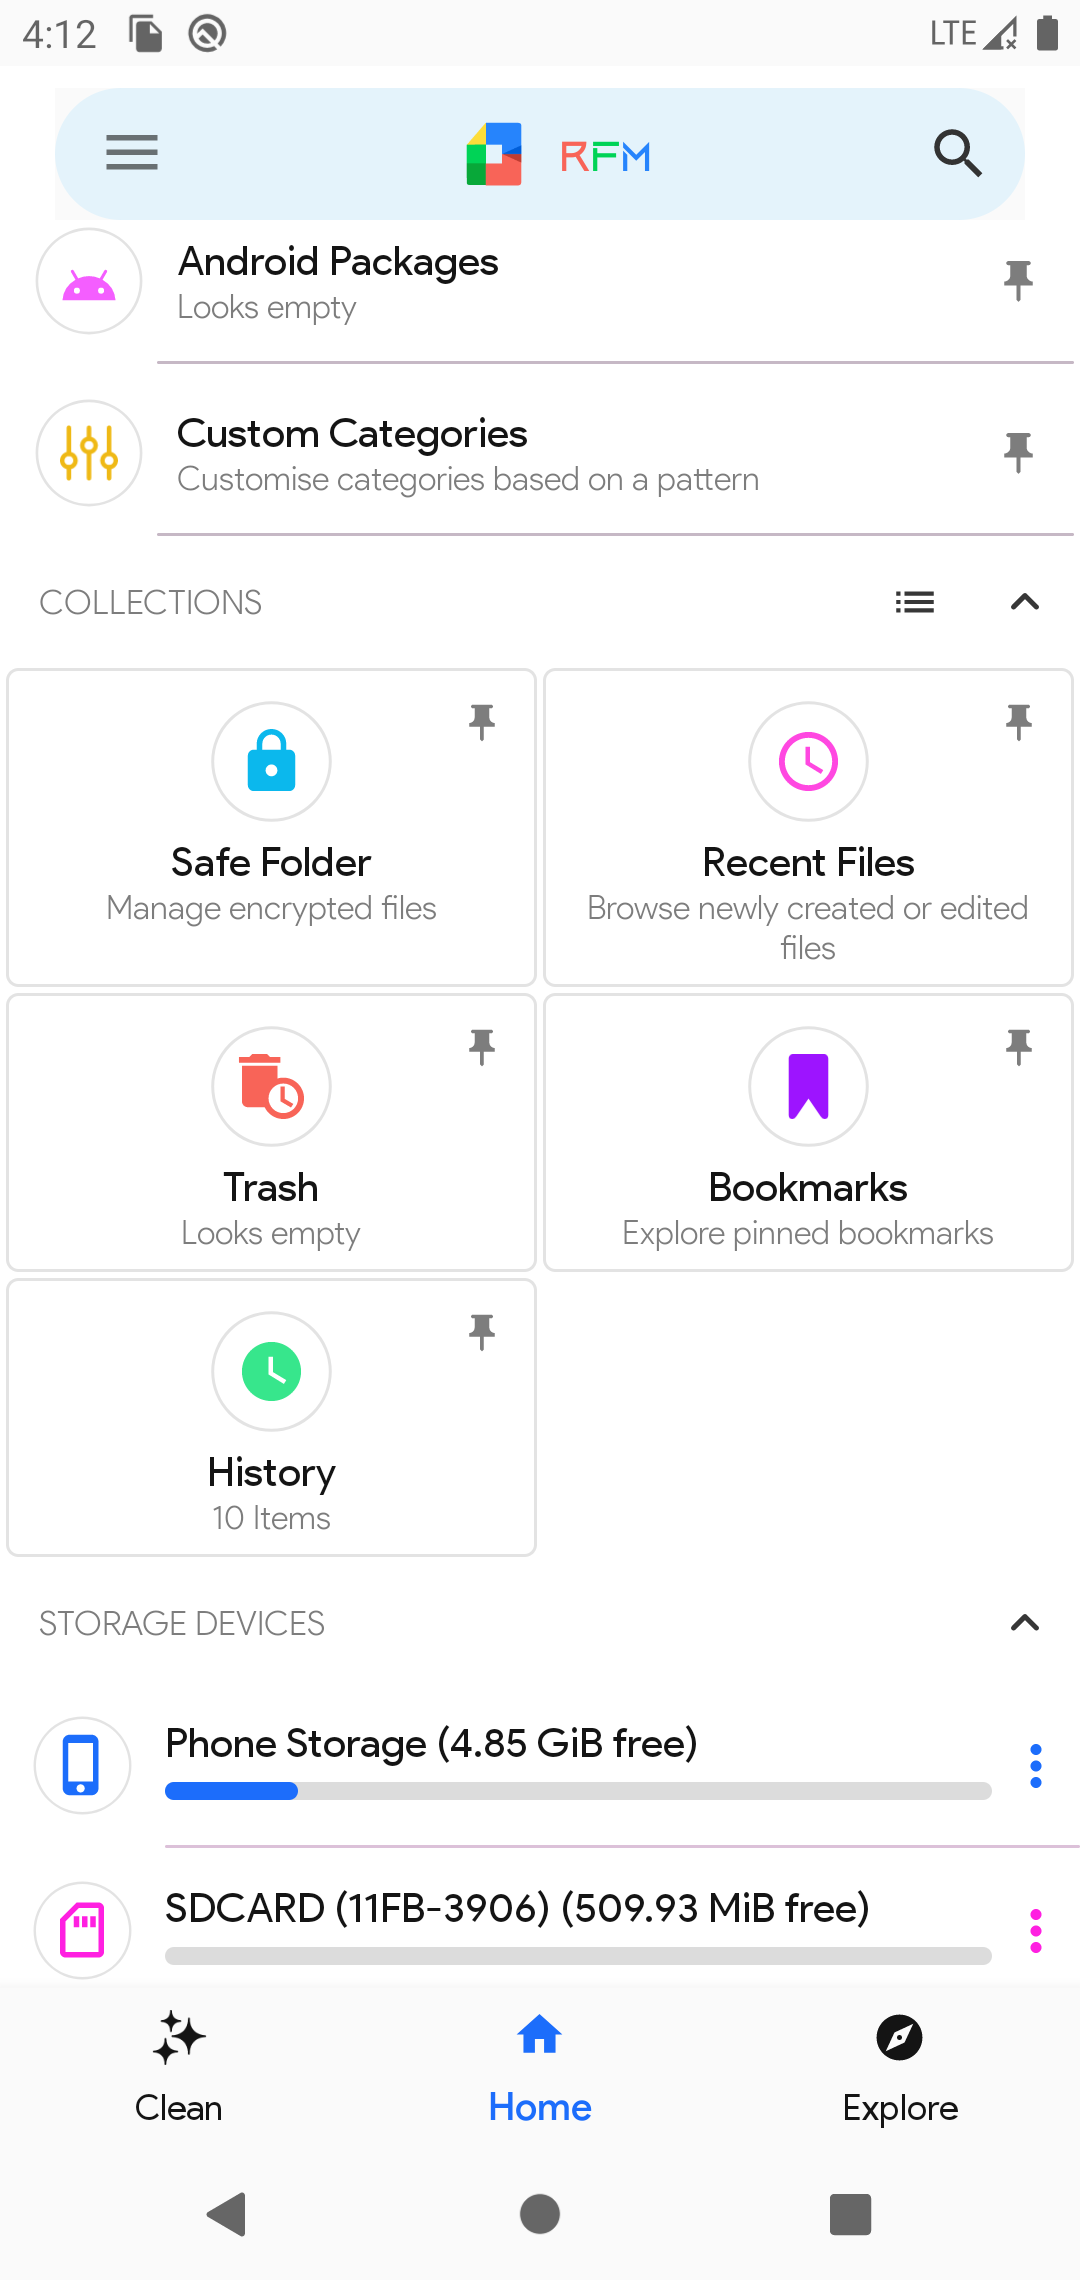 4:12
LTE
RFM
Android Packages
Looks empty
Custom Categories
Customise categories based on a pattern
COLLECTIONS
Safe Folder
Manage encrypted files
Recent Files
Browse newly created or edited
files
Trash
Looks empty
Bookmarks
Explore pinned bookmarks
History
10 Items
STORAGE DEVICES
Phone Storage (4.85 GiB free)
SDCARD (11FB-3906) (509.93 MiB free)
Clean
Home
Explore